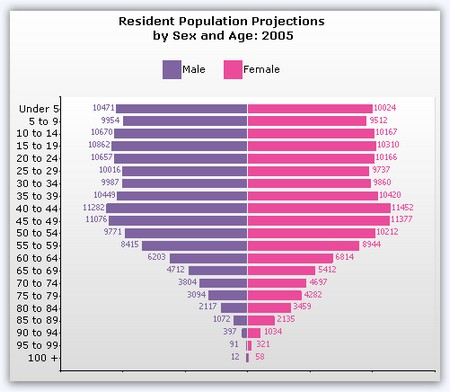 Resident Population Projections
by Sex and Age: 2005
Male Female
Under 5 10471 10024
5 to 9 9954 9512
10 to 14 10670 10167
15 to 19 10862 10310
20 to 24 10657 10166
25 to 29 10016 9737
30 to 34 9987 9860
35 to 39 10449 10420
40 to 44 11282 11452
45 to 49 11076 11377
50 to 54 9771 10212
55 to 59 8415 8944
60 to 64 6203 6814
65 to 69 4712 5412
70 to 74 3804 4697
75 to 79 3094 4282
80 to 84 2117 3459
85 to 89 1072 2135
90 to 94 397 1034
95 to 99 91 321
100 + 12 58